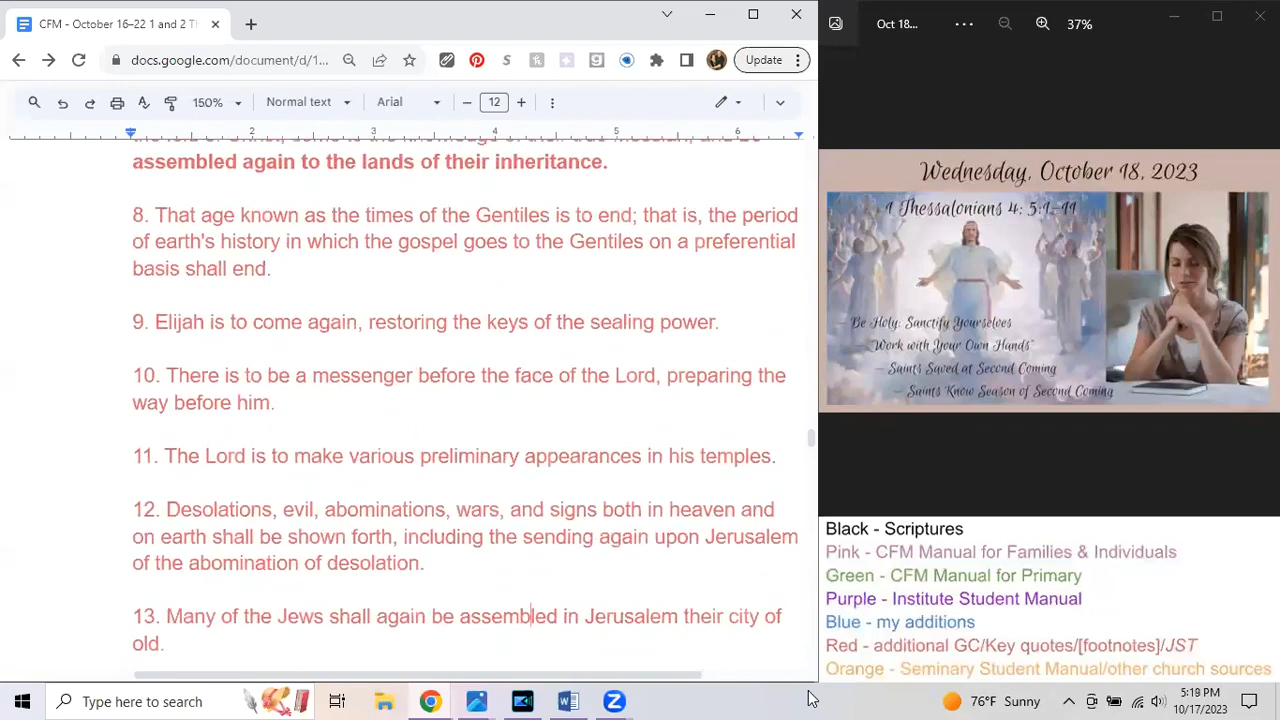 CFM - October 16–22 1 and 2 Th
docs.google.com/document/d/1...
Update
150%
Normal text
Arial
12
2
3
4
5
6
assembled again to the lands of their inheritance.
8. That age known as the times of the Gentiles is to end; that is, the period
of earth's history in which the gospel goes to the Gentiles on a preferential
basis shall end.
9. Elijah is to come again, restoring the keys of the sealing power.
10. There is to be a messenger before the face of the Lord, preparing the
way before him.
11. The Lord is to make various preliminary appearances in his temples.
12. Desolations, evil, abominations, wars, and signs both in heaven and
on earth shall be shown forth, including the sending again upon Jerusalem
of the abomination of desolation.
13. Many of the Jews shall again be assembled in Jerusalem their city of
old.
Oct 18...
37%
Wednesday, October 18, 2023
1 Thessalonians 4; 5:1-11
Be Holy: Sanctify Yourselves
"Work with Your Own Hands"
– Saints Saved at Second Coming
– Saints Know Season of Second Coming
Black - Scriptures
Pink - CFM Manual for Families & Individuals
Green - CFM Manual for Primary
Purple - Institute Student Manual
Blue - my additions
Red - additional GC/Key quotes/[footnotes]/JST
Orange - Seminary Student Manual/other church sources
Type here to search
76°F Sunny
5:19 PM
10/17/2023